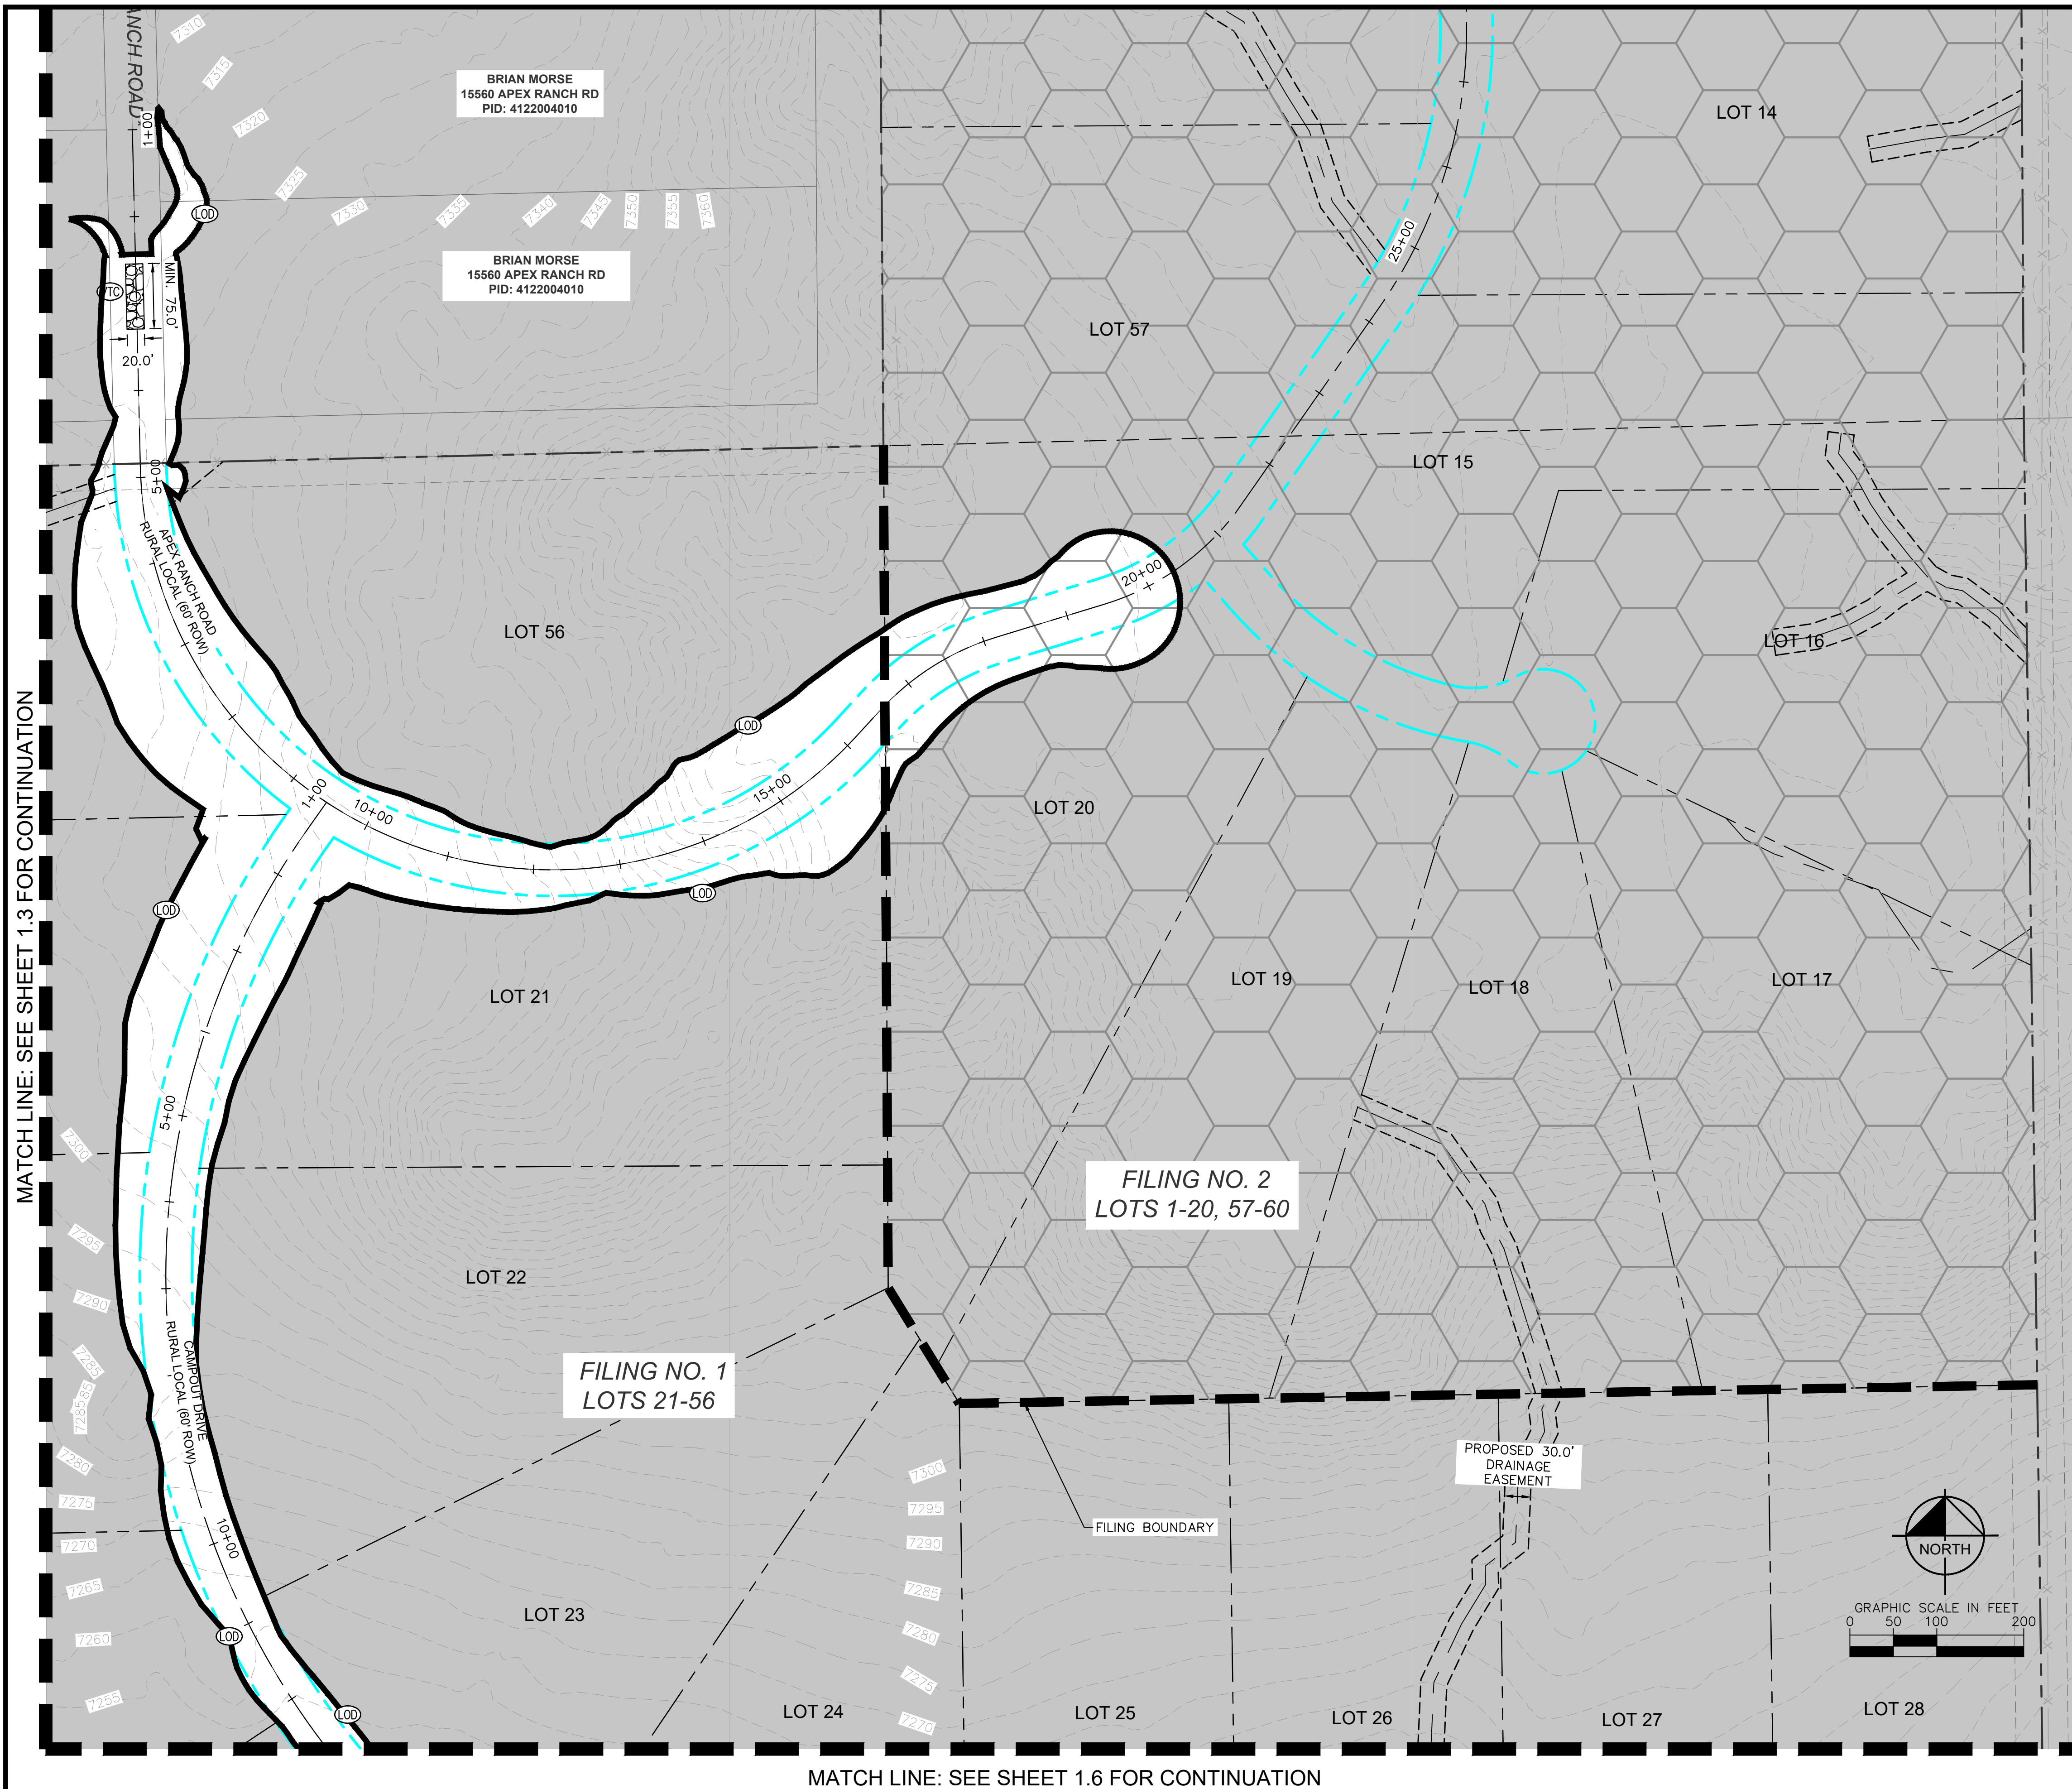 ANCH ROAD
1+00
7310
7315
7320
7325
7330
7335
7340
7345
7350
7355
7360
BRIAN MORSE
15560 APEX RANCH RD
PID: 4122004010
BRIAN MORSE
15560 APEX RANCH RD
PID: 4122004010
LOD
VTC
MIN. 75.0'
20.0'
5+00
APEX RANCH ROAD
RURAL LOCAL (60' ROW)
LOT 14
25+00
LOT 57
LOT 15
20+00
LOT 56
LOT 16
LOD
1+00
10+00
15+00
LOT 20
LOD
LOD
LOT 21
LOT 19
LOT 18
LOT 17
5+00
7300
7295
7290
7285
7285
7285
7280
7275
7270
7265
7260
7255
FILING NO. 2
LOTS 1-20, 57-60
LOT 22
CAMPOUT DRIVE
RURAL LOCAL (60' ROW)
FILING NO. 1
LOTS 21-56
PROPOSED 30.0'
DRAINAGE
EASEMENT
7300
7295
7290
7285
7280
7275
7270
FILING BOUNDARY
10+00
NORTH
LOT 23
LOD
GRAPHIC SCALE IN FEET
0 50 100 200
LOD
LOT 24
LOT 25
LOT 26
LOT 27
LOT 28
MATCH LINE: SEE SHEET 1.3 FOR CONTINUATION
MATCH LINE: SEE SHEET 1.6 FOR CONTINUATION